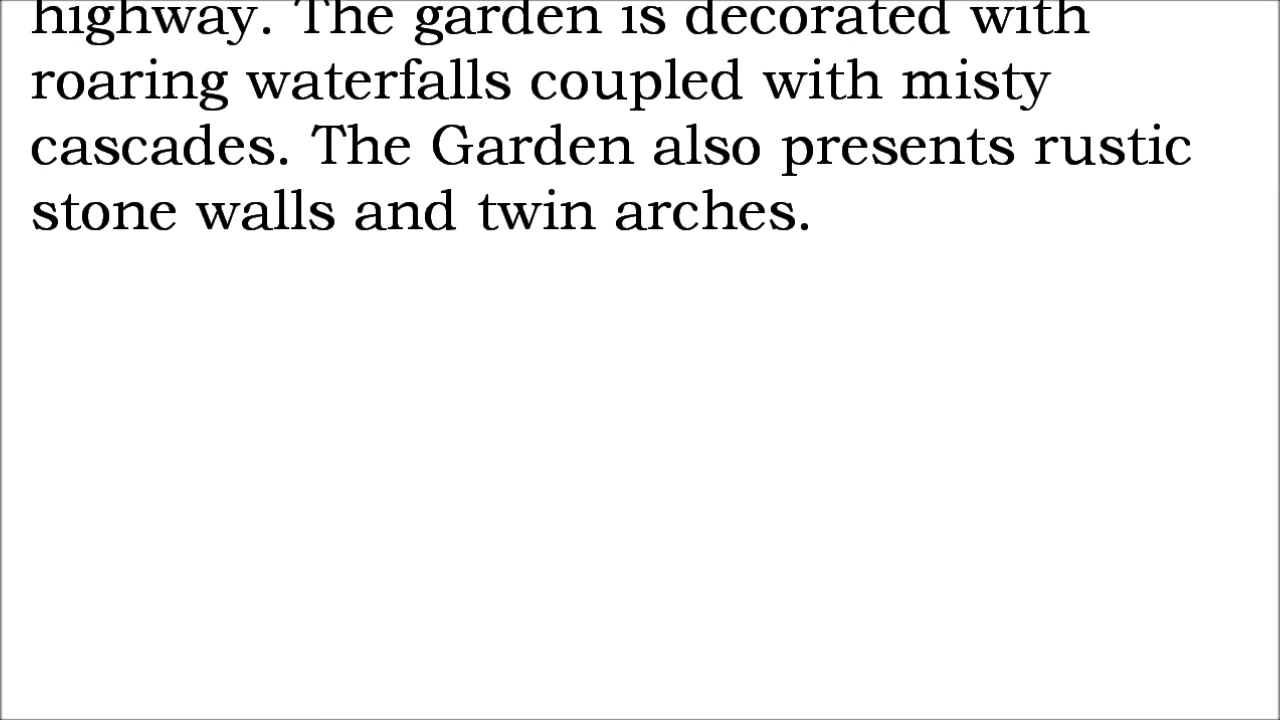 highway. The garden is decorated with
roaring waterfalls coupled with misty
cascades. The Garden also presents rustic
stone walls and twin arches.